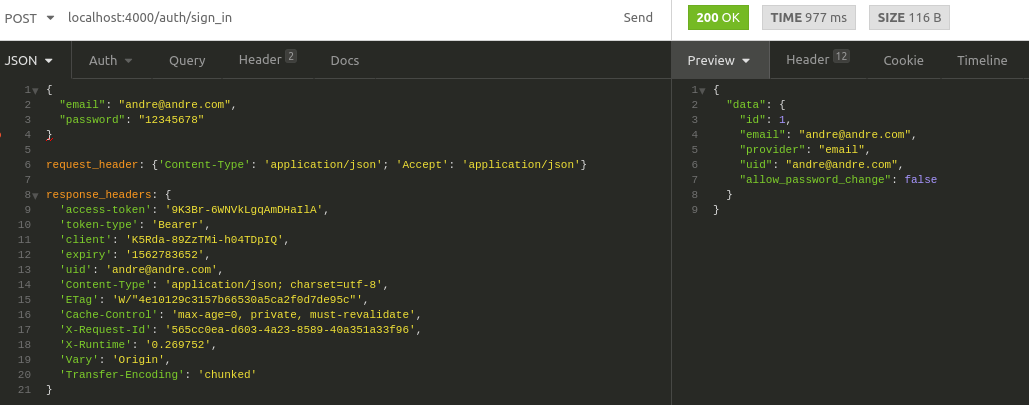 POST localhost:4000/auth/sign_in Send 200 OK TIME 977 ms SIZE 116 B
JSON Auth Query Header 2 Docs Preview Header 12 Cookie Timeline
1 {
2 "email": "andre@andre.com",
3 "password": "12345678"
4 }
5
6 request_header: {'Content-Type': 'application/json'; 'Accept': 'application/json'}
7
8 response_headers: {
9 'access-token': '9K3Br-6WNVkLgqAmDHaIlA',
10 'token-type': 'Bearer',
11 'client': 'K5Rda-89ZzTMi-h04TDpIQ',
12 'expiry': '1562783652',
13 'uid': 'andre@andre.com',
14 'Content-Type': 'application/json; charset=utf-8',
15 'ETag': 'W/"4e10129c3157b66530a5ca2f0d7de95c"',
16 'Cache-Control': 'max-age=0, private, must-revalidate',
17 'X-Request-Id': '565cc0ea-d603-4a23-8589-40a351a33f96',
18 'X-Runtime': '0.269752',
19 'Vary': 'Origin',
20 'Transfer-Encoding': 'chunked'
21 }
1 {
2 "data": {
3 "id": 1,
4 "email": "andre@andre.com",
5 "provider": "email",
6 "uid": "andre@andre.com",
7 "allow_password_change": false
8 }
9 }